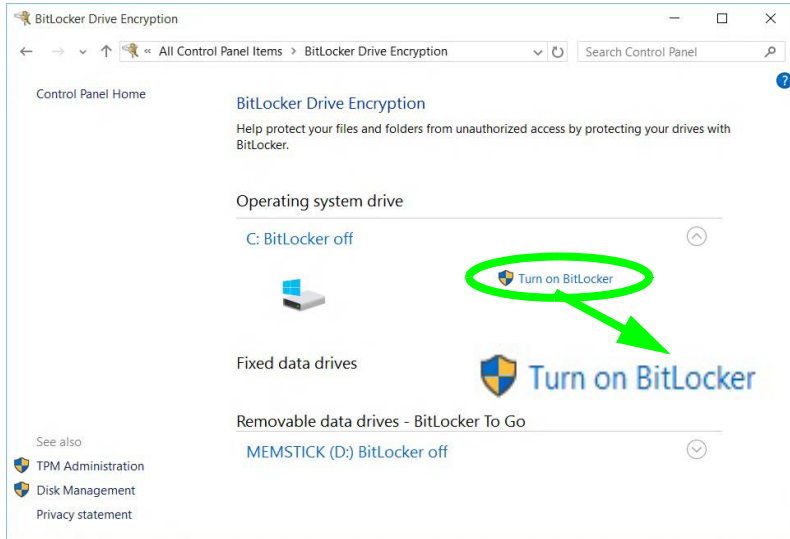 BitLocker Drive Encryption
« All Control Panel Items > BitLocker Drive Encryption
Search Control Panel
?
Control Panel Home
BitLocker Drive Encryption
Help protect your files and folders from unauthorized access by protecting your drives with
BitLocker.
Operating system drive
C: BitLocker off
Turn on BitLocker
Fixed data drives
Turn on BitLocker
Removable data drives - BitLocker To Go
MEMSTICK (D:) BitLocker off
See also
TPM Administration
Disk Management
Privacy statement